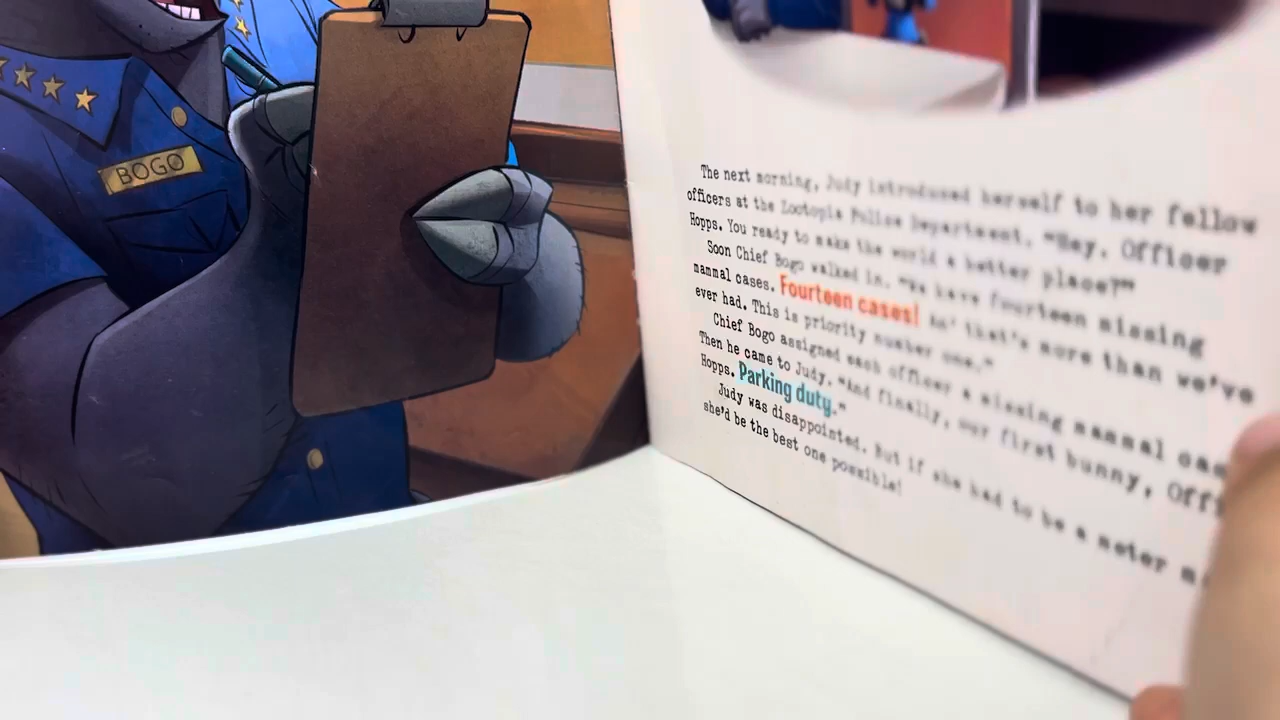 BOGO
The next morning, Judy introduced herself to her fellow
officers at the Zootopia Police Department. "Hey. Officer
Hopps. You ready to make the world a better place?"
Soon Chief Bogo walked in. "We have fourteen missing
mammal cases. Fourteen cases! An' that's more than we've
ever had. This is priority number one."
Chief Bogo assigned each officer a missing mammal
Then he came to Judy. "And finally, our first bunny,
Hopps. Parking duty."
Judy was disappointed. But if she had to be a meter
she'd be the best one possible!